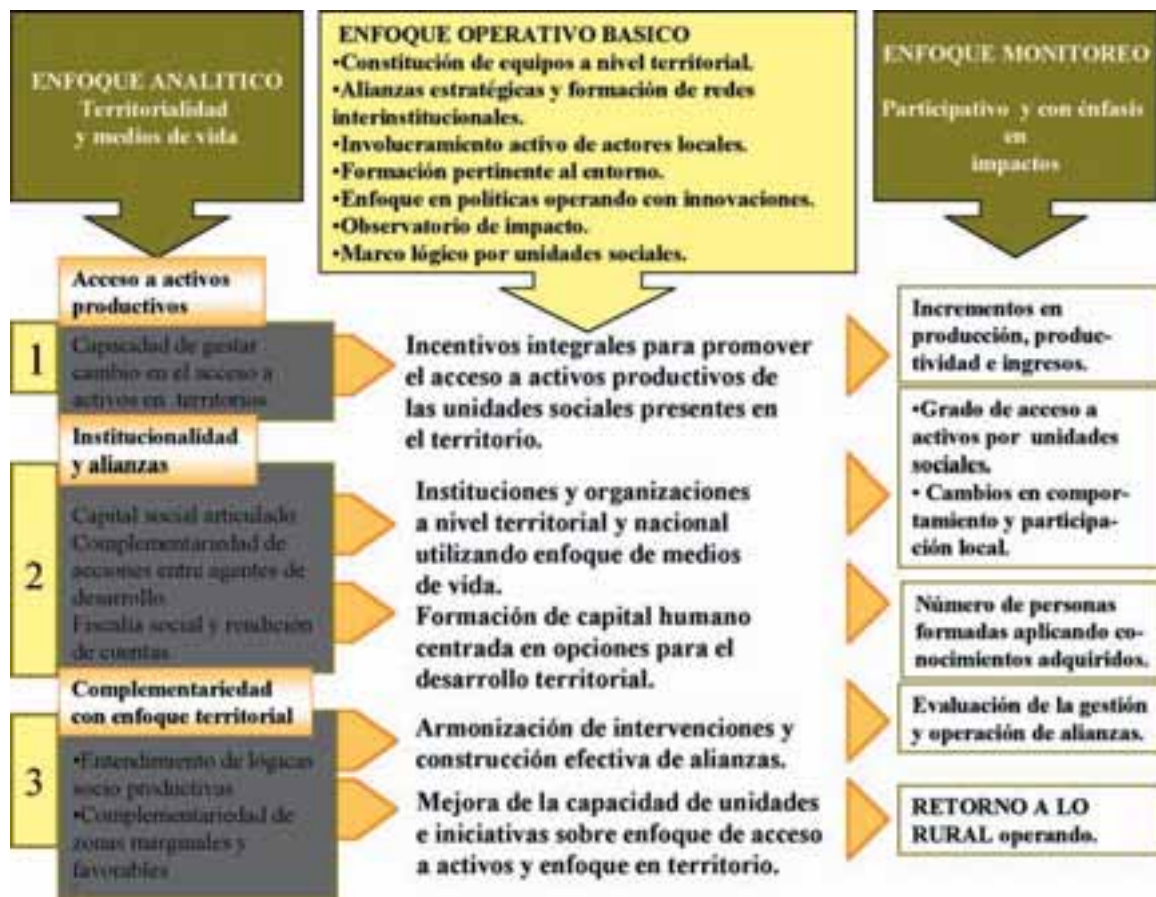 ENFOQUE ANALITICO
Territorialidad
y medios de vida
ENFOQUE OPERATIVO BASICO
•Constitución de equipos a nivel territorial.
•Alianzas estratégicas y formación de redes
interinstitucionales.
•Involucramiento activo de actores locales.
•Formación pertinente al entorno.
•Enfoque en políticas operando con innovaciones.
•Observatorio de impacto.
•Marco lógico por unidades sociales.
ENFOQUE MONITOREO
Participativo y con énfasis
en
impactos
Acceso a activos
productivos
1
Capacidad de gestar
cambio en el acceso a
activos en territorios
Institucionalidad
y alianzas
2
Capital social articulado
Complementariedad de
acciones entre agentes de
desarrollo
Fiscalía social y rendición
de cuentas
Complementariedad
con enfoque territorial
3
•Entendimiento de lógicas
socio productivas
•Complementariedad de
zonas marginales y
favorables
Incentivos integrales para promover
el acceso a activos productivos de
las unidades sociales presentes en
el territorio.
Instituciones y organizaciones
a nivel territorial y nacional
utilizando enfoque de medios
de vida.
Formación de capital humano
centrada en opciones para el
desarrollo territorial.
Armonización de intervenciones y
construcción efectiva de alianzas.
Mejora de la capacidad de unidades
e iniciativas sobre enfoque de acceso
a activos y enfoque en territorio.
Incrementos en
producción, produc-
tividad e ingresos.
•Grado de acceso a
activos por unidades
sociales.
• Cambios en compor-
tamiento y participa-
ción local.
Número de personas
formadas aplicando co-
nocimientos adquiridos.
Evaluación de la gestión
y operación de alianzas.
RETORNO A LO
RURAL operando.